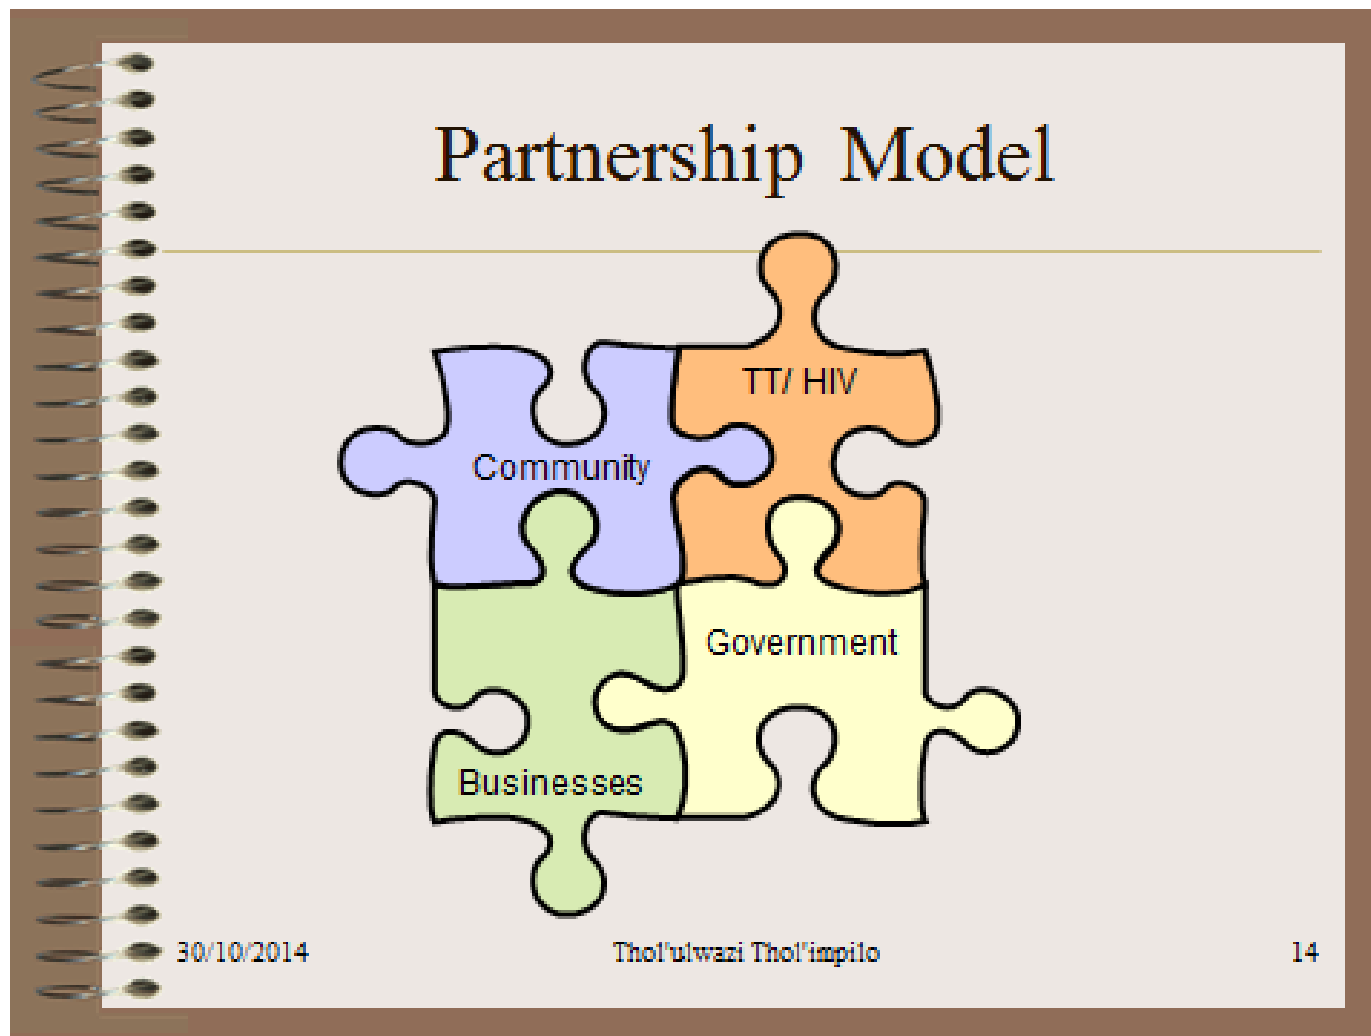 Partnership Model
TT/ HIV
Community
Government
Businesses
30/10/2014
Thol'ulwazi Thol'impilo
14